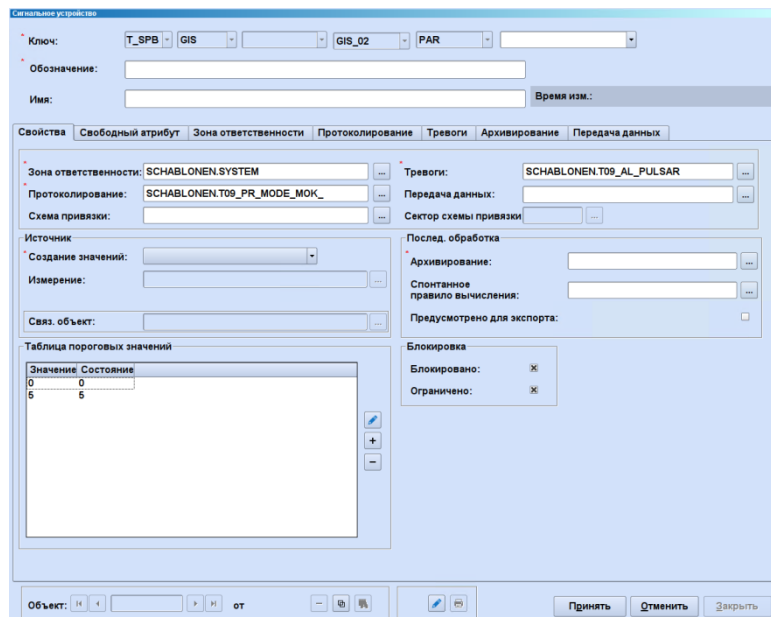 Сигнальное устройство
* Ключ: T_SPB GIS GIS_02 PAR
* Обозначение:
Имя: Время изм.:
Свойства Свободный атрибут Зона ответственности Протоколирование Тревоги Архивирование Передача данных
* Зона ответственности: SCHABLONEN.SYSTEM ... * Тревоги: SCHABLONEN.T09_AL_PULSAR ...
* Протоколирование: SCHABLONEN.T09_PR_MODE_MOK_ ... Передача данных: ...
Схема привязки: ... Сектор схемы привязки ...
Источник Послед. обработка
* Создание значений: * Архивирование: ...
Измерение: ... Спонтанное
правило вычисления: ...
Связ. объект: ... Предусмотрено для экспорта:
Таблица пороговых значений Блокировка
Значение Состояние Блокировано:
0 0 Ограничено:
5 5
+
−
Объект: от − Принять Отменить Закрыть